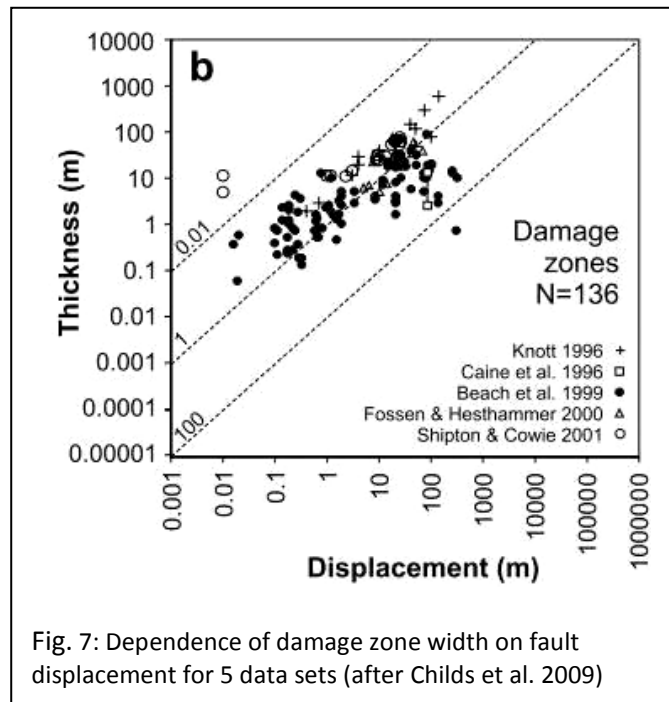 10000
1000
100
10
1
0.1
0.01
0.001
0.0001
0.00001
Thickness (m)
b
0.01
1
100
Damage
zones
N=136
Knott 1996 +
Caine et al. 1996
Beach et al. 1999
Fossen & Hesthammer 2000
Shipton & Cowie 2001
0.001
0.01
0.1
1
10
100
1000
10000
100000
1000000
Displacement (m)
Fig. 7: Dependence of damage zone width on fault
displacement for 5 data sets (after Childs et al. 2009)